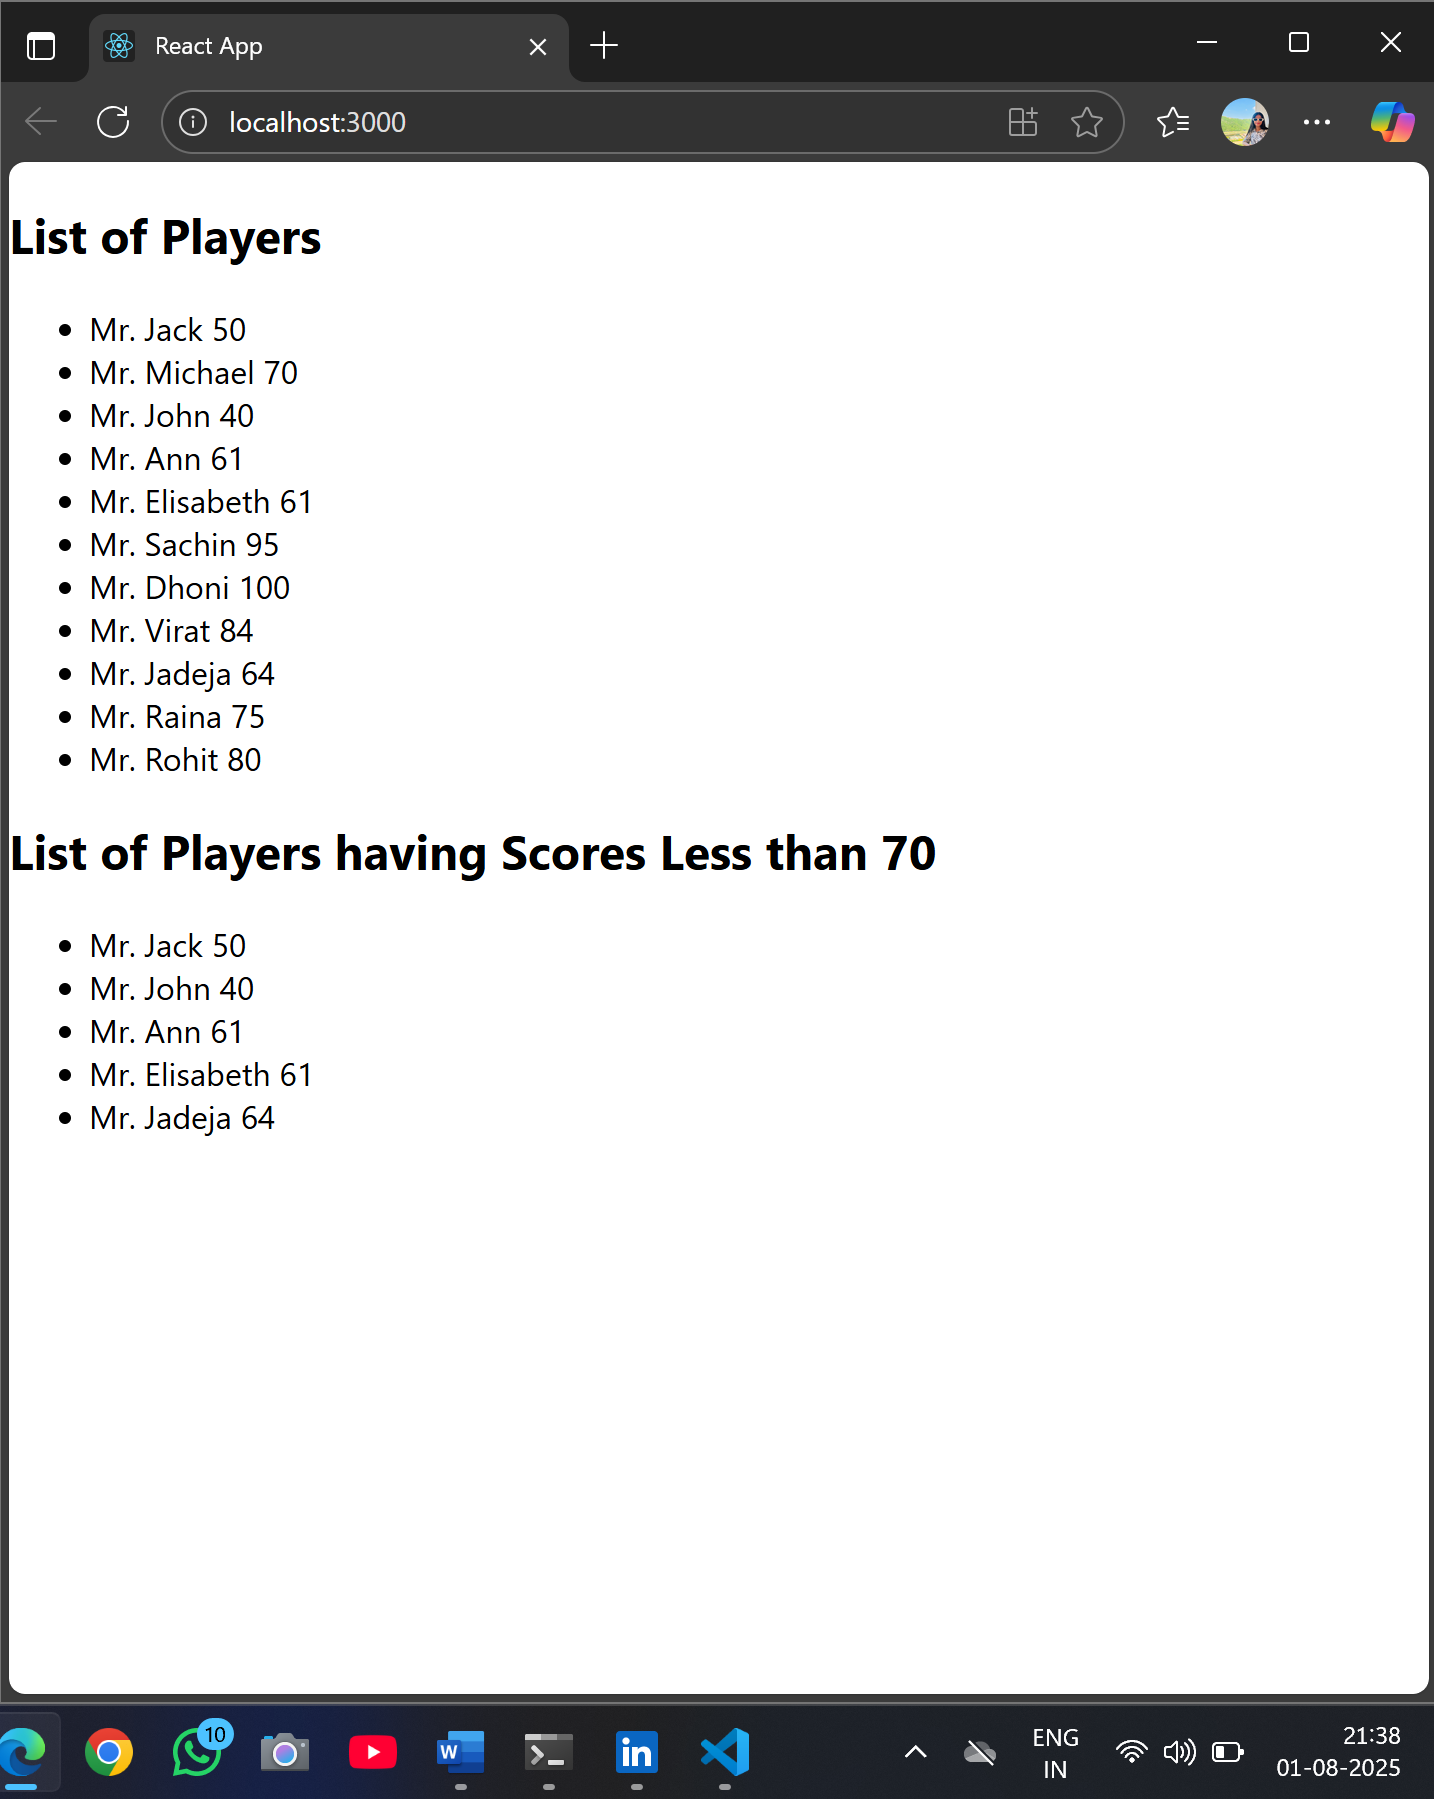 React App
localhost:3000
List of Players
Mr. Jack 50
Mr. Michael 70
Mr. John 40
Mr. Ann 61
Mr. Elisabeth 61
Mr. Sachin 95
Mr. Dhoni 100
Mr. Virat 84
Mr. Jadeja 64
Mr. Raina 75
Mr. Rohit 80
List of Players having Scores Less than 70
Mr. Jack 50
Mr. John 40
Mr. Ann 61
Mr. Elisabeth 61
Mr. Jadeja 64
10
W
in
ENG
IN
21:38
01-08-2025